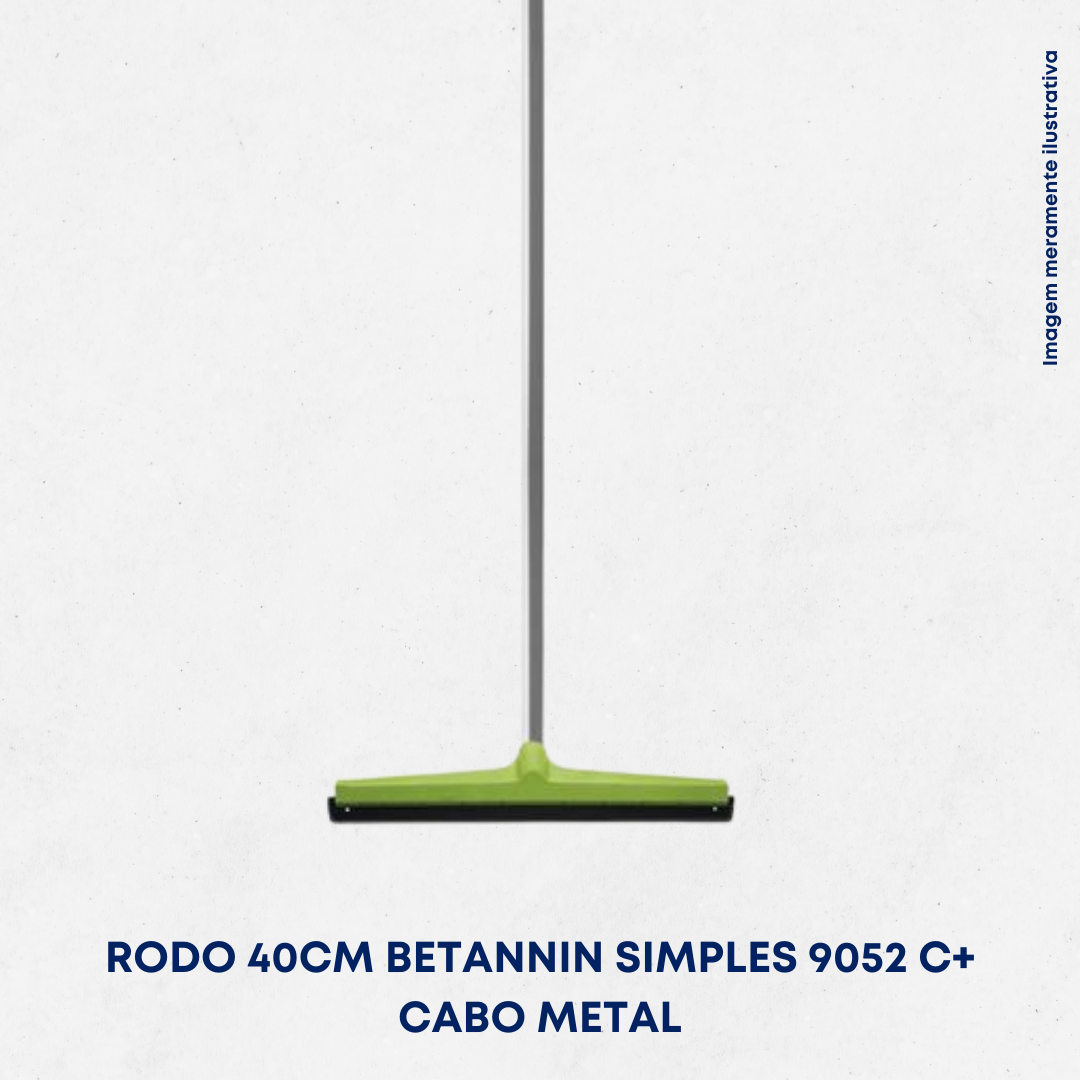 Imagem meramente ilustrativa
RODO 40CM BETANNIN SIMPLES 9052 C+
CABO METAL